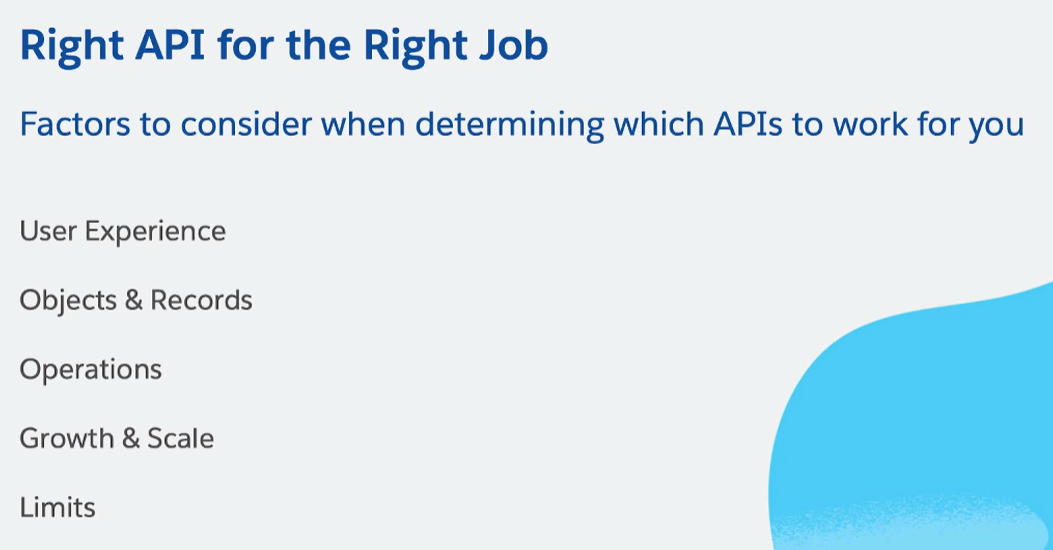 Right API for the Right Job
Factors to consider when determining which APIs to work for you
User Experience
Objects & Records
Operations
Growth & Scale
Limits